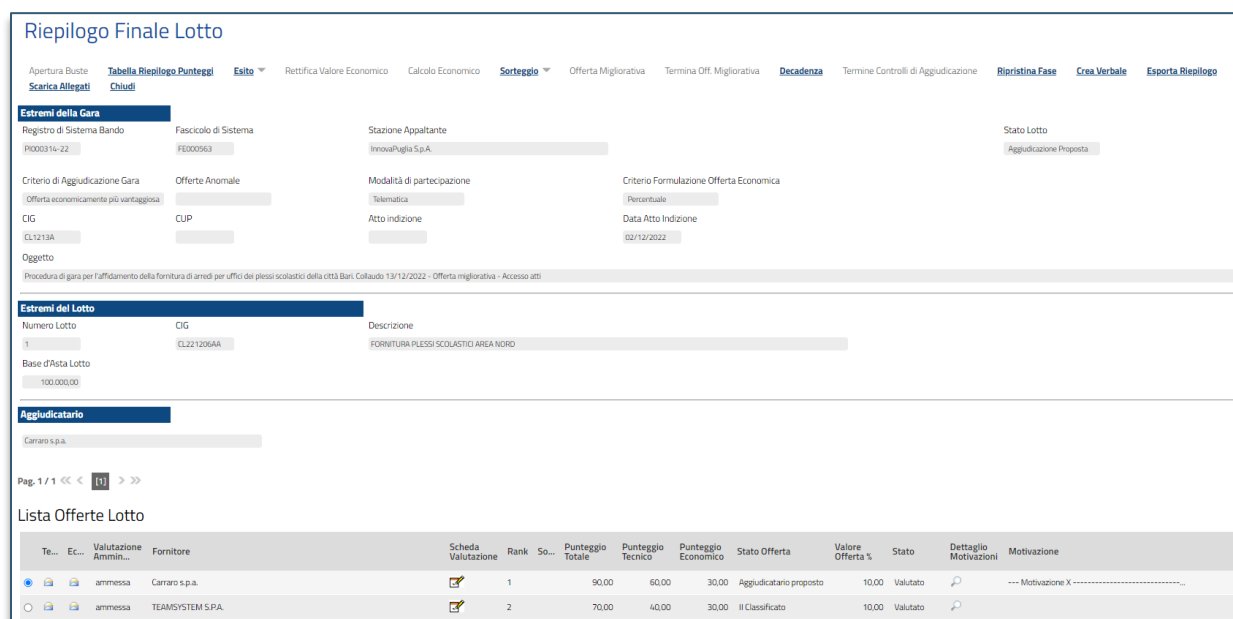 Riepilogo Finale Lotto
Apertura Buste Tabella Riepilogo Punteggi Esito Rettifica Valore Economico Calcolo Economico Sorteggio Offerta Migliorativa Termina Off. Migliorativa Decadenza Termine Controlli di Aggiudicazione Ripristina Fase Crea Verbale Esporta Riepilogo
Scarica Allegati Chiudi
Estremi della Gara
Registro di Sistema Bando Fascicolo di Sistema Stazione Appaltante Stato Lotto
PI000314-22 FE000563 InnovaPuglia S.p.A. Aggiudicazione Proposta
Criterio di Aggiudicazione Gara Offerte Anomale Modalità di partecipazione Criterio Formulazione Offerta Economica
Offerta economicamente più vantaggiosa Telematica Percentuale
CIG CUP Atto indizione Data Atto Indizione
CL1213A 02/12/2022
Oggetto
Procedura di gara per l'affidamento della fornitura di arredi per uffici dei plessi scolastici della città Bari. Collaudo 13/12/2022 - Offerta migliorativa - Accesso atti
Estremi del Lotto
Numero Lotto CIG Descrizione
1 CL221206AA FORNITURA PLESSI SCOLASTICI AREA NORD
Base d'Asta Lotto
100.000,00
Aggiudicatario
Carraro s.p.a.
Pag. 1 / 1 << < [1] > >>
Lista Offerte Lotto
Te... Ec... Valutazione Ammin... Fornitore Scheda Valutazione Rank So... Punteggio Totale Punteggio Tecnico Punteggio Economico Stato Offerta Valore Offerta % Stato Dettaglio Motivazioni Motivazione
ammessa Carraro s.p.a. 1 90,00 60,00 30,00 Aggiudicatario proposto 10,00 Valutato --- Motivazione X ------------------------------...
ammessa TEAMSYSTEM S.P.A. 2 70,00 40,00 30,00 II Classificato 10,00 Valutato